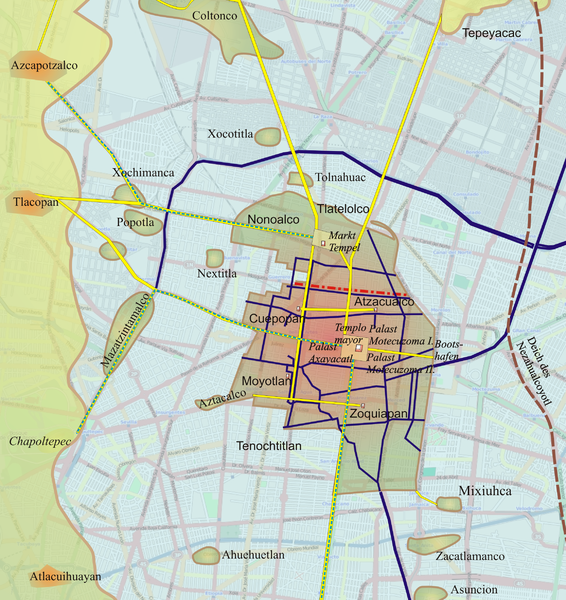 Coltonco
Tepeyacac
Azcapotzalco
Xocotitla
Xochimanca
Tolnahuac
Tlacopan
Tlatelolco
Popotla
Nonoalco
Markt
Tempel
Nextitla
Mazatzintamalco
Atzacualco
Cuepopan
Templo
mayor
Palast
Motecuzoma I.
Boots-
hafen
Palast
Axayacatl
Palast
Motecuzoma II.
Deich des
Nezahualcoyotl
Moyotlan
Aztacalco
Zoquiapan
Chapoltepec
Tenochtitlan
Mixiuhca
Ahuehuetlan
Zacatlamanco
Atlacuihuayan
Asuncion